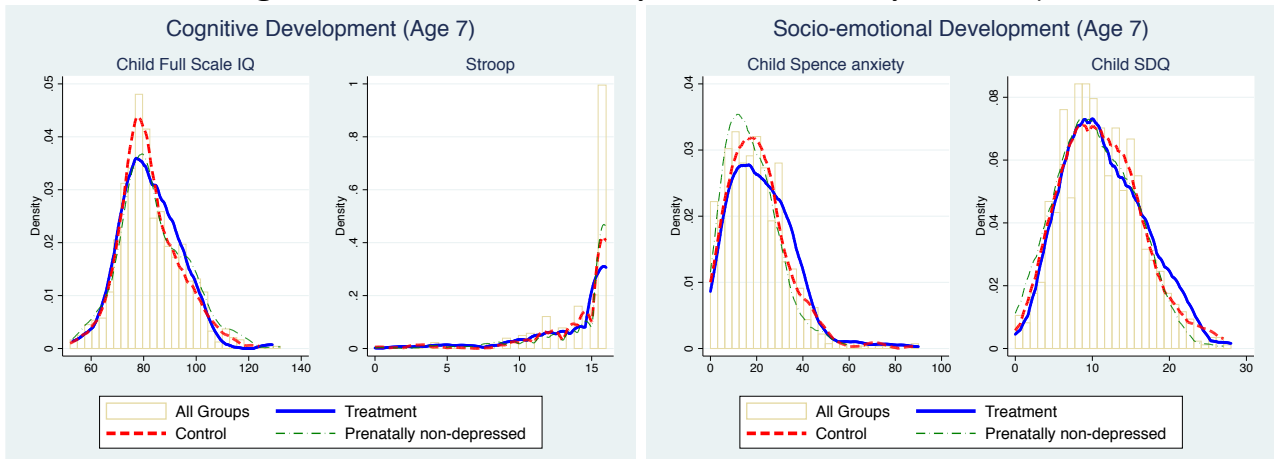 Cognitive Development (Age 7)
Child Full Scale IQ
Density
0 .01 .02 .03 .04 .05
60 80 100 120 140
Stroop
Density
0 .2 .4 .6 .8 1
0 5 10 15
All Groups Treatment
Control Prenatally non-depressed
Socio-emotional Development (Age 7)
Child Spence anxiety
Density
0 .01 .02 .03 .04
0 20 40 60 80 100
Child SDQ
Density
0 .02 .04 .06 .08
0 10 20 30
All Groups Treatment
Control Prenatally non-depressed